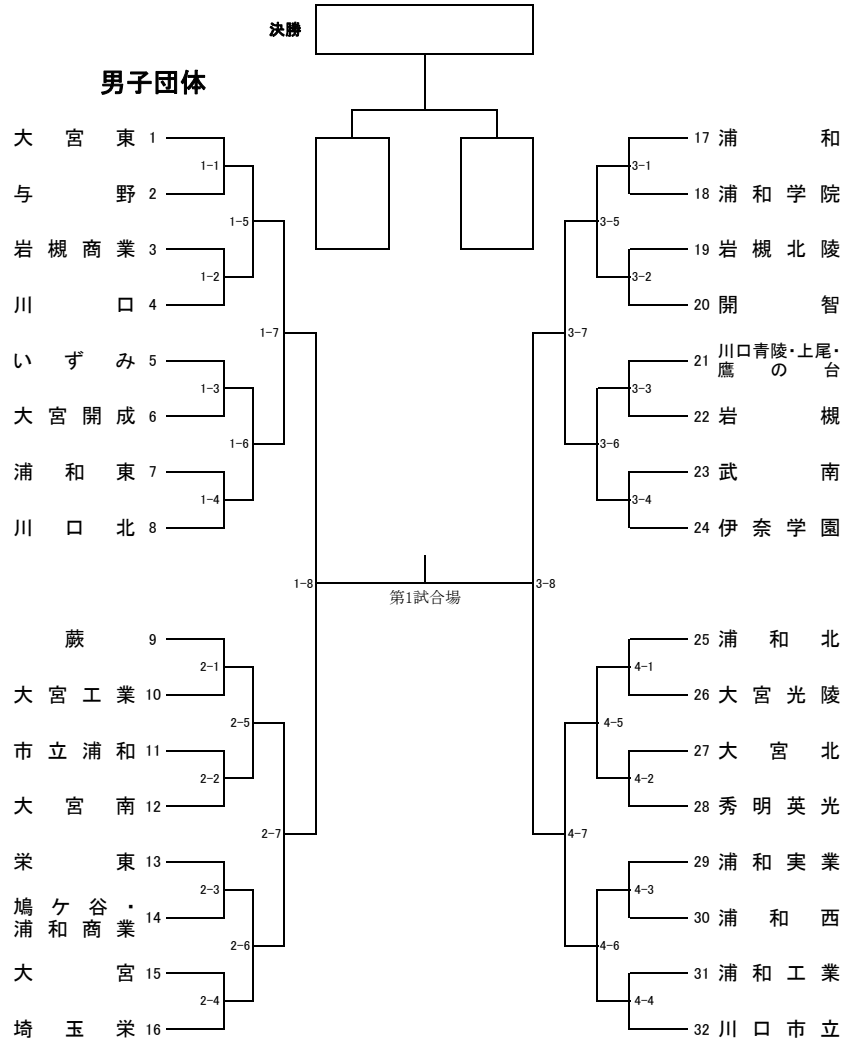 決勝
男子団体
大宮東 1
与野 2
岩槻商業 3
川口 4
いずみ 5
大宮開成 6
浦和東 7
川口北 8
蕨 9
大宮工業 10
市立浦和 11
大宮南 12
栄東 13
鳩ケ谷・
浦和商業 14
大宮 15
埼玉栄 16
1-1
1-2
1-3
1-4
1-5
1-6
1-7
1-8
2-1
2-2
2-3
2-4
2-5
2-6
2-7
第1試合場
17 浦和
18 浦和学院
19 岩槻北陵
20 開智
21 川口青陵・上尾・
鷹の台
22 岩槻
23 武南
24 伊奈学園
25 浦和北
26 大宮光陵
27 大宮北
28 秀明英光
29 浦和実業
30 浦和西
31 浦和工業
32 川口市立
3-1
3-2
3-3
3-4
3-5
3-6
3-7
3-8
4-1
4-2
4-3
4-4
4-5
4-6
4-7